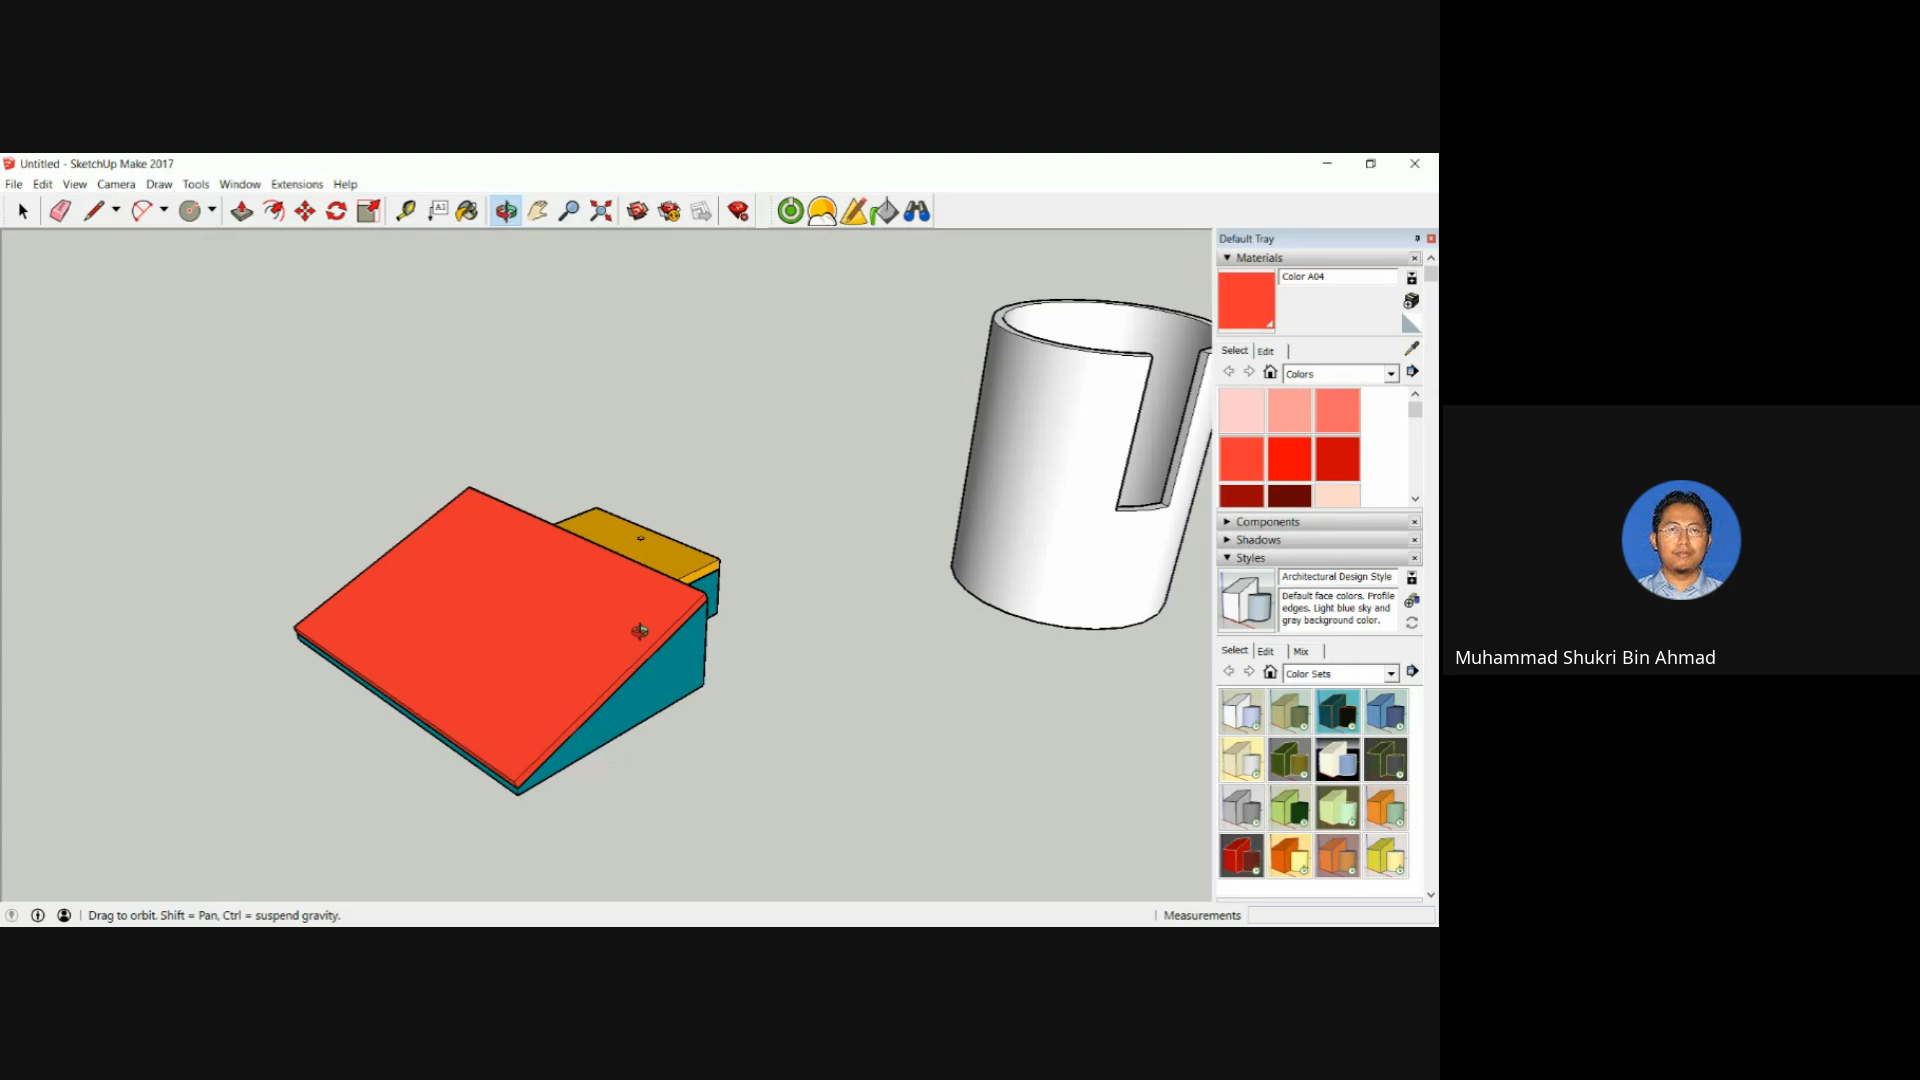 Untitled - SketchUp Make 2017
File Edit View Camera Draw Tools Window Extensions Help
A1
Default Tray
Materials
Color A04
Select Edit
Colors
Components
Shadows
Styles
Architectural Design Style
Default face colors. Profile
edges. Light blue sky and
gray background color.
Select Edit Mix
Color Sets
Muhammad Shukri Bin Ahmad
Drag to orbit. Shift = Pan, Ctrl = suspend gravity.
Measurements